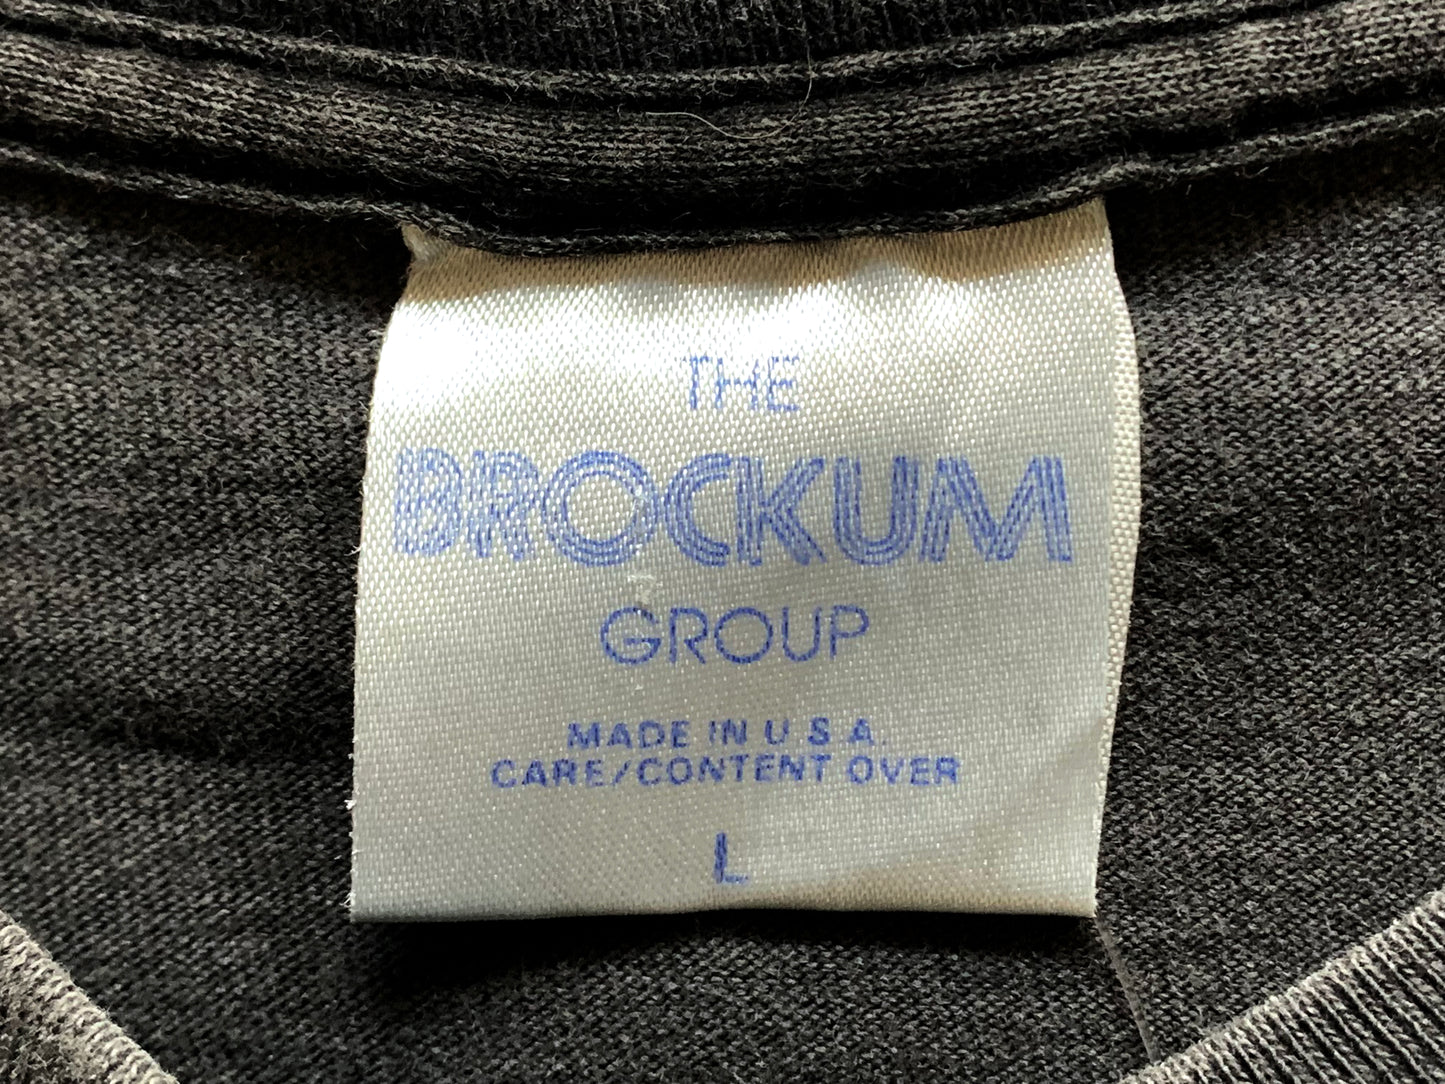 THE
BROCKUM
GROUP
MADE IN U.S.A.
CARE/CONTENT OVER
L